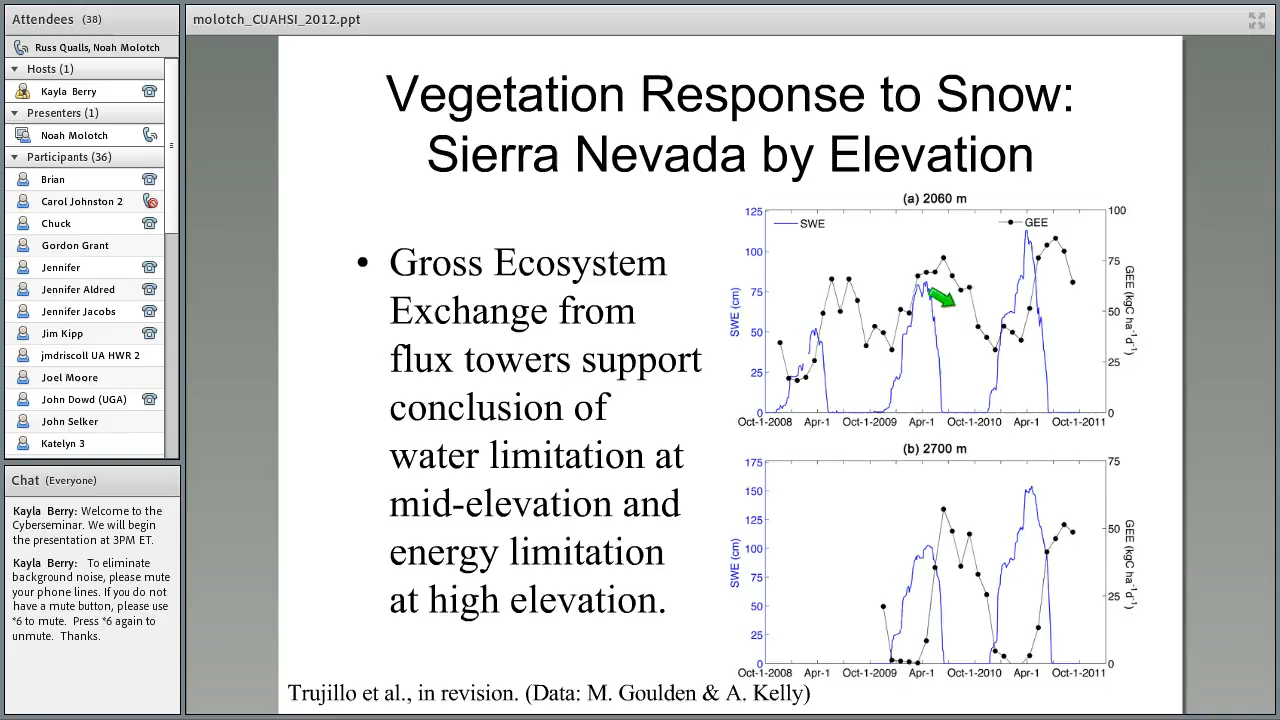 Attendees (38)
Russ Qualls, Noah Molotch
Hosts (1)
Kayla Berry
Presenters (1)
Noah Molotch
Participants (36)
Brian
Carol Johnston 2
Chuck
Gordon Grant
Jennifer
Jennifer Aldred
Jennifer Jacobs
Jim Kipp
jmdriscoll UA HWR 2
Joel Moore
John Dowd (UGA)
John Selker
Katelyn 3
Chat (Everyone)
Kayla Berry: Welcome to the
Cyberseminar. We will begin
the presentation at 3PM ET.
Kayla Berry: To eliminate
background noise, please mute
your phone lines. If you do not
have a mute button, please use
*6 to mute. Press *6 again to
unmute. Thanks.
molotch_CUAHSI_2012.ppt
Vegetation Response to Snow:
Sierra Nevada by Elevation
• Gross Ecosystem
Exchange from
flux towers support
conclusion of
water limitation at
mid-elevation and
energy limitation
at high elevation.
(a) 2060 m
SWE
GEE
125
100
75
50
25
0
SWE (cm)
100
75
50
25
0
GEE (kgC ha⁻¹d⁻¹)
Oct-1-2008 Apr-1 Oct-1-2009 Apr-1 Oct-1-2010 Apr-1 Oct-1-2011
(b) 2700 m
175
150
125
100
75
50
25
0
SWE (cm)
75
50
25
0
GEE (kgC ha⁻¹d⁻¹)
Oct-1-2008 Apr-1 Oct-1-2009 Apr-1 Oct-1-2010 Apr-1 Oct-1-2011
Trujillo et al., in revision. (Data: M. Goulden & A. Kelly)